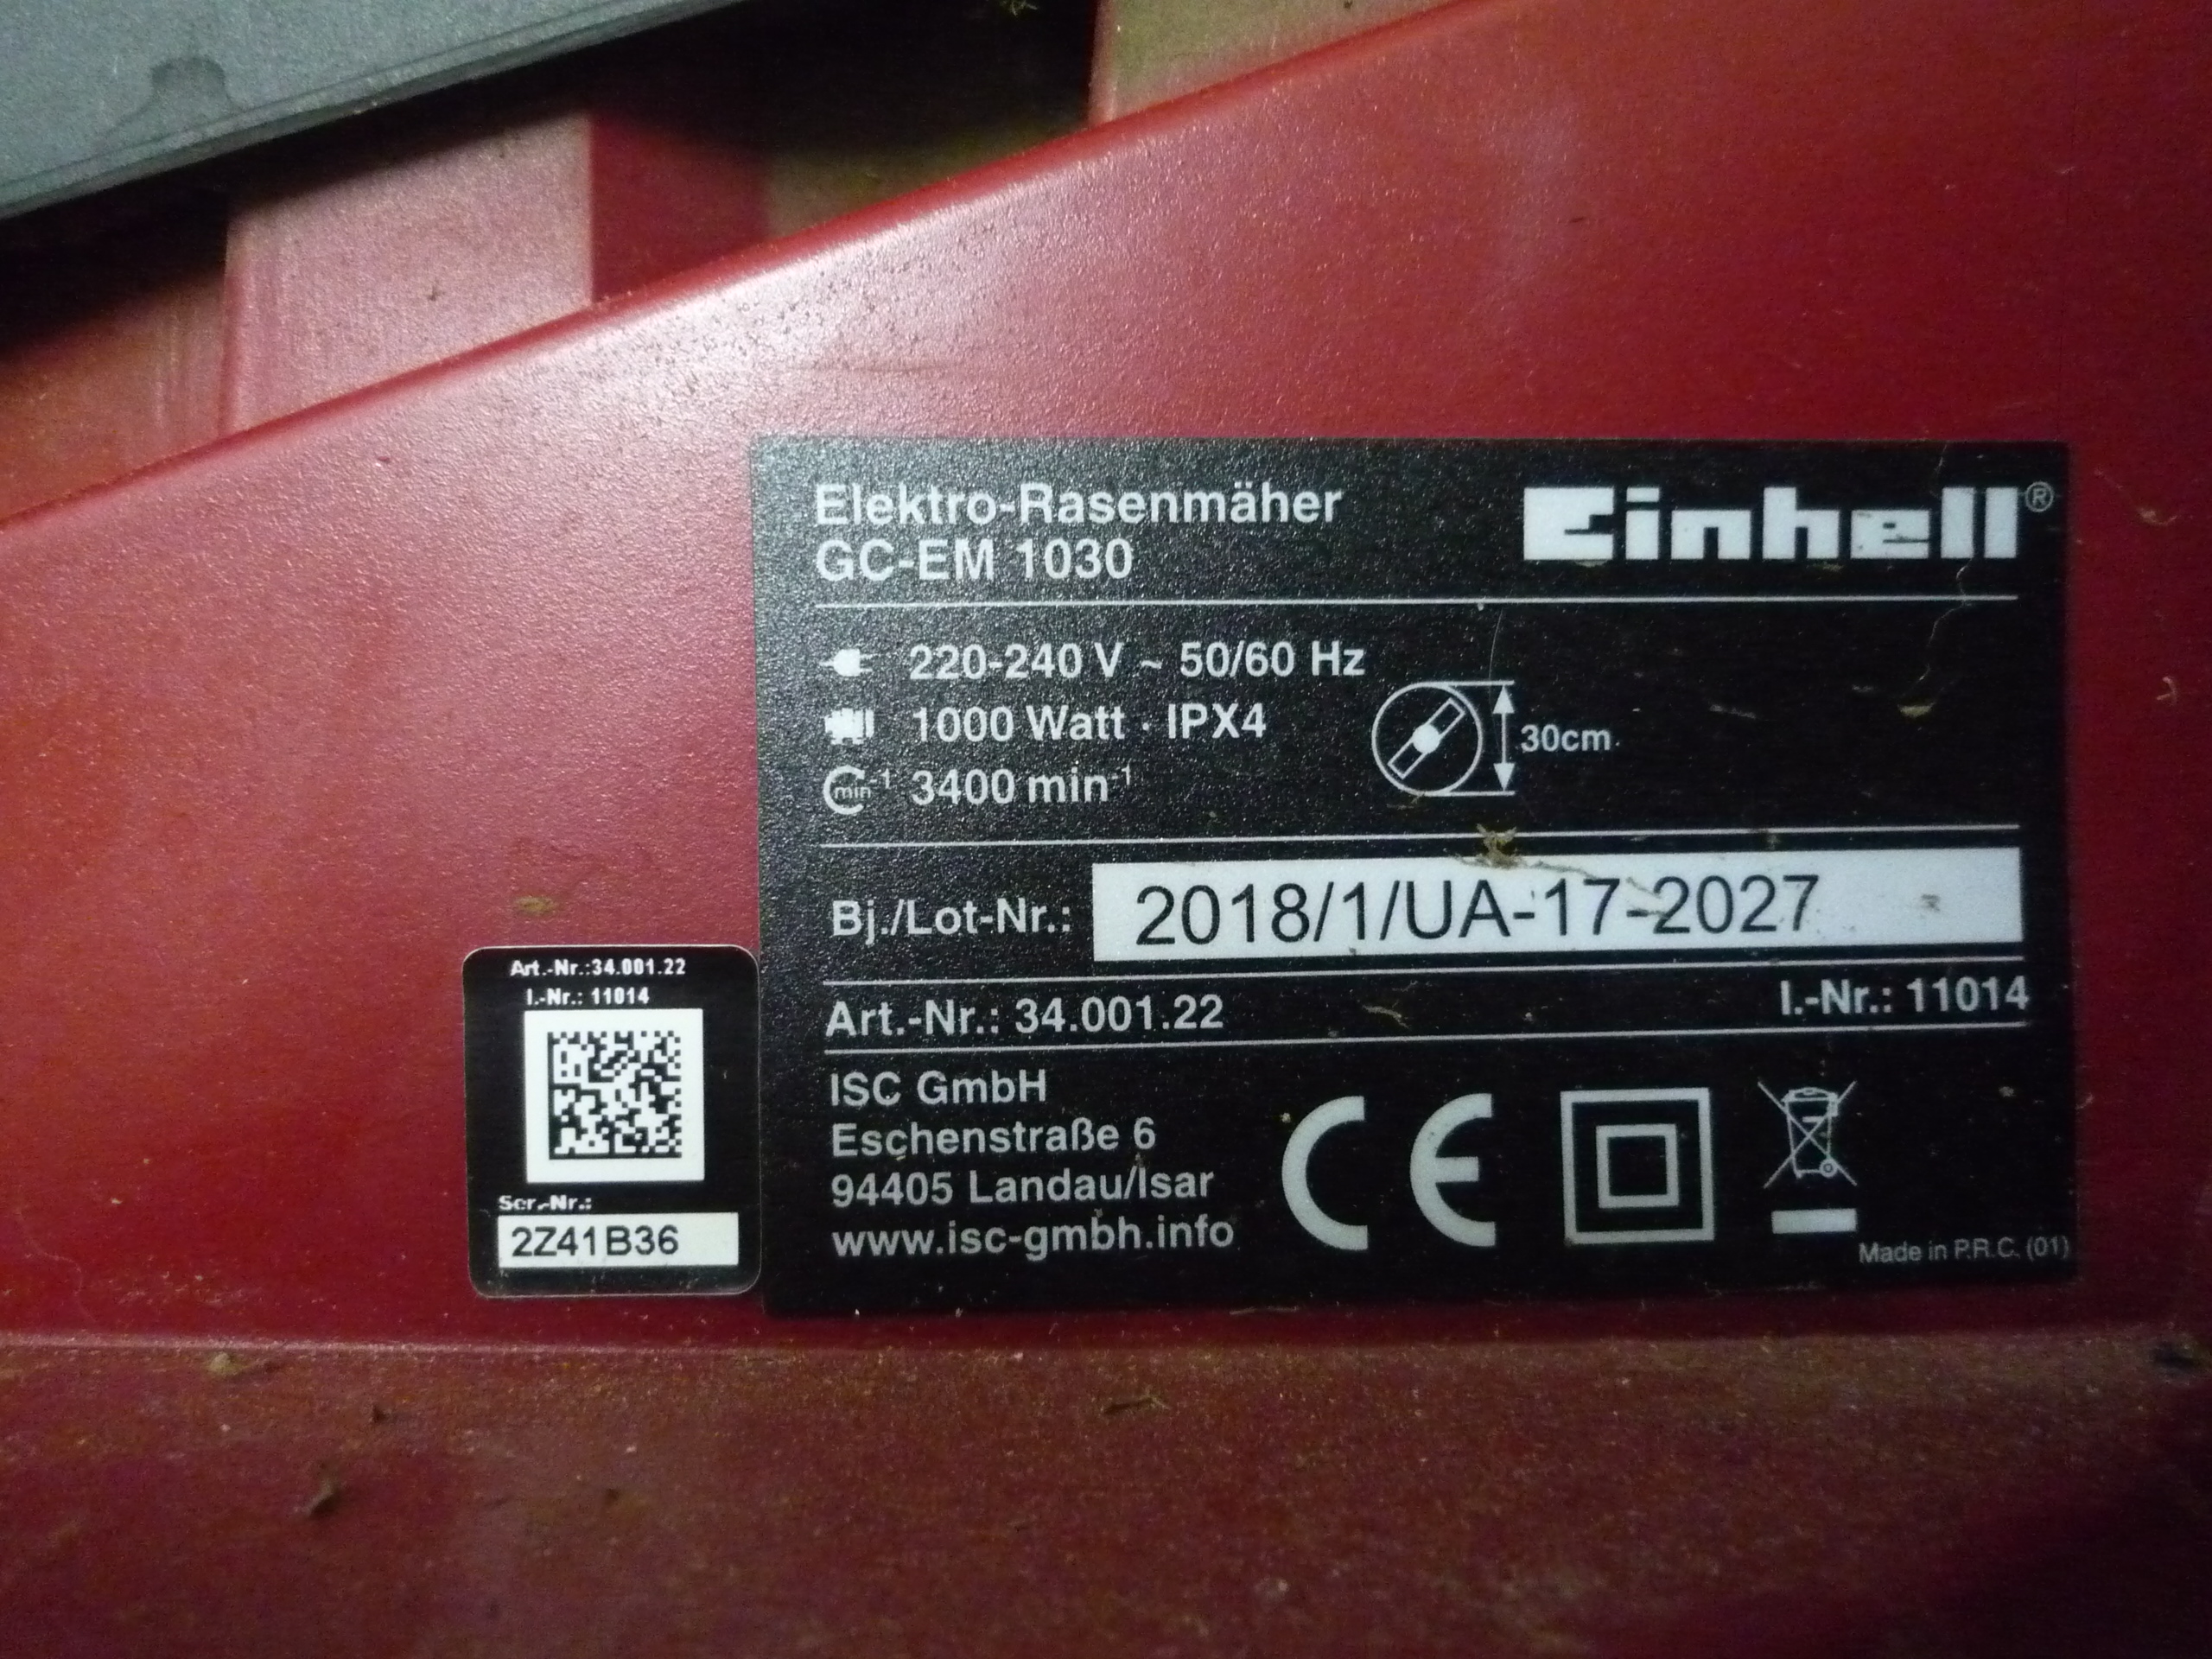 Elektro-Rasenmäher
GC-EM 1030
Einhell®
220-240 V ~ 50/60 Hz
1000 Watt · IPX4
min-1 3400 min-1
30cm
Bj./Lot-Nr.: 2018/1/UA-17-2027
Art.-Nr.: 34.001.22 I.-Nr.: 11014
ISC GmbH
Eschenstraße 6
94405 Landau/Isar
www.isc-gmbh.info
CE
Made in P.R.C. (01)
Art.-Nr.:34.001.22
I.-Nr.: 11014
Ser.-Nr.:
2Z41B36